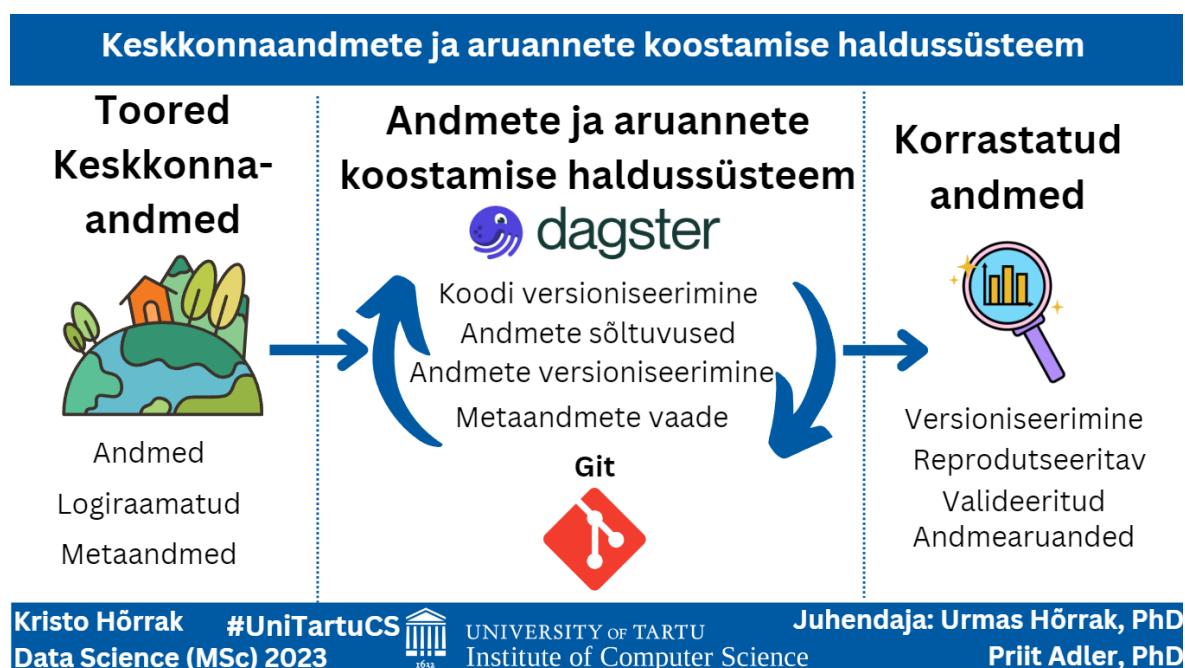 Keskkonnaandmete ja aruannete koostamise haldussüsteem
Toored
Keskkonna-
andmed
Andmed
Logiraamatud
Metaandmed
Andmete ja aruannete
koostamise haldussüsteem
dagster
Koodi versioniseerimine
Andmete sõltuvused
Andmete versioniseerimine
Metaandmete vaade
Git
Korrastatud
andmed
Versioniseerimine
Reprodutseeritav
Valideeritud
Andmearuanded
Kristo Hõrrak #UniTartuCS
Data Science (MSc) 2023
1632
UNIVERSITY OF TARTU
Institute of Computer Science
Juhendaja: Urmas Hõrrak, PhD
Priit Adler, PhD